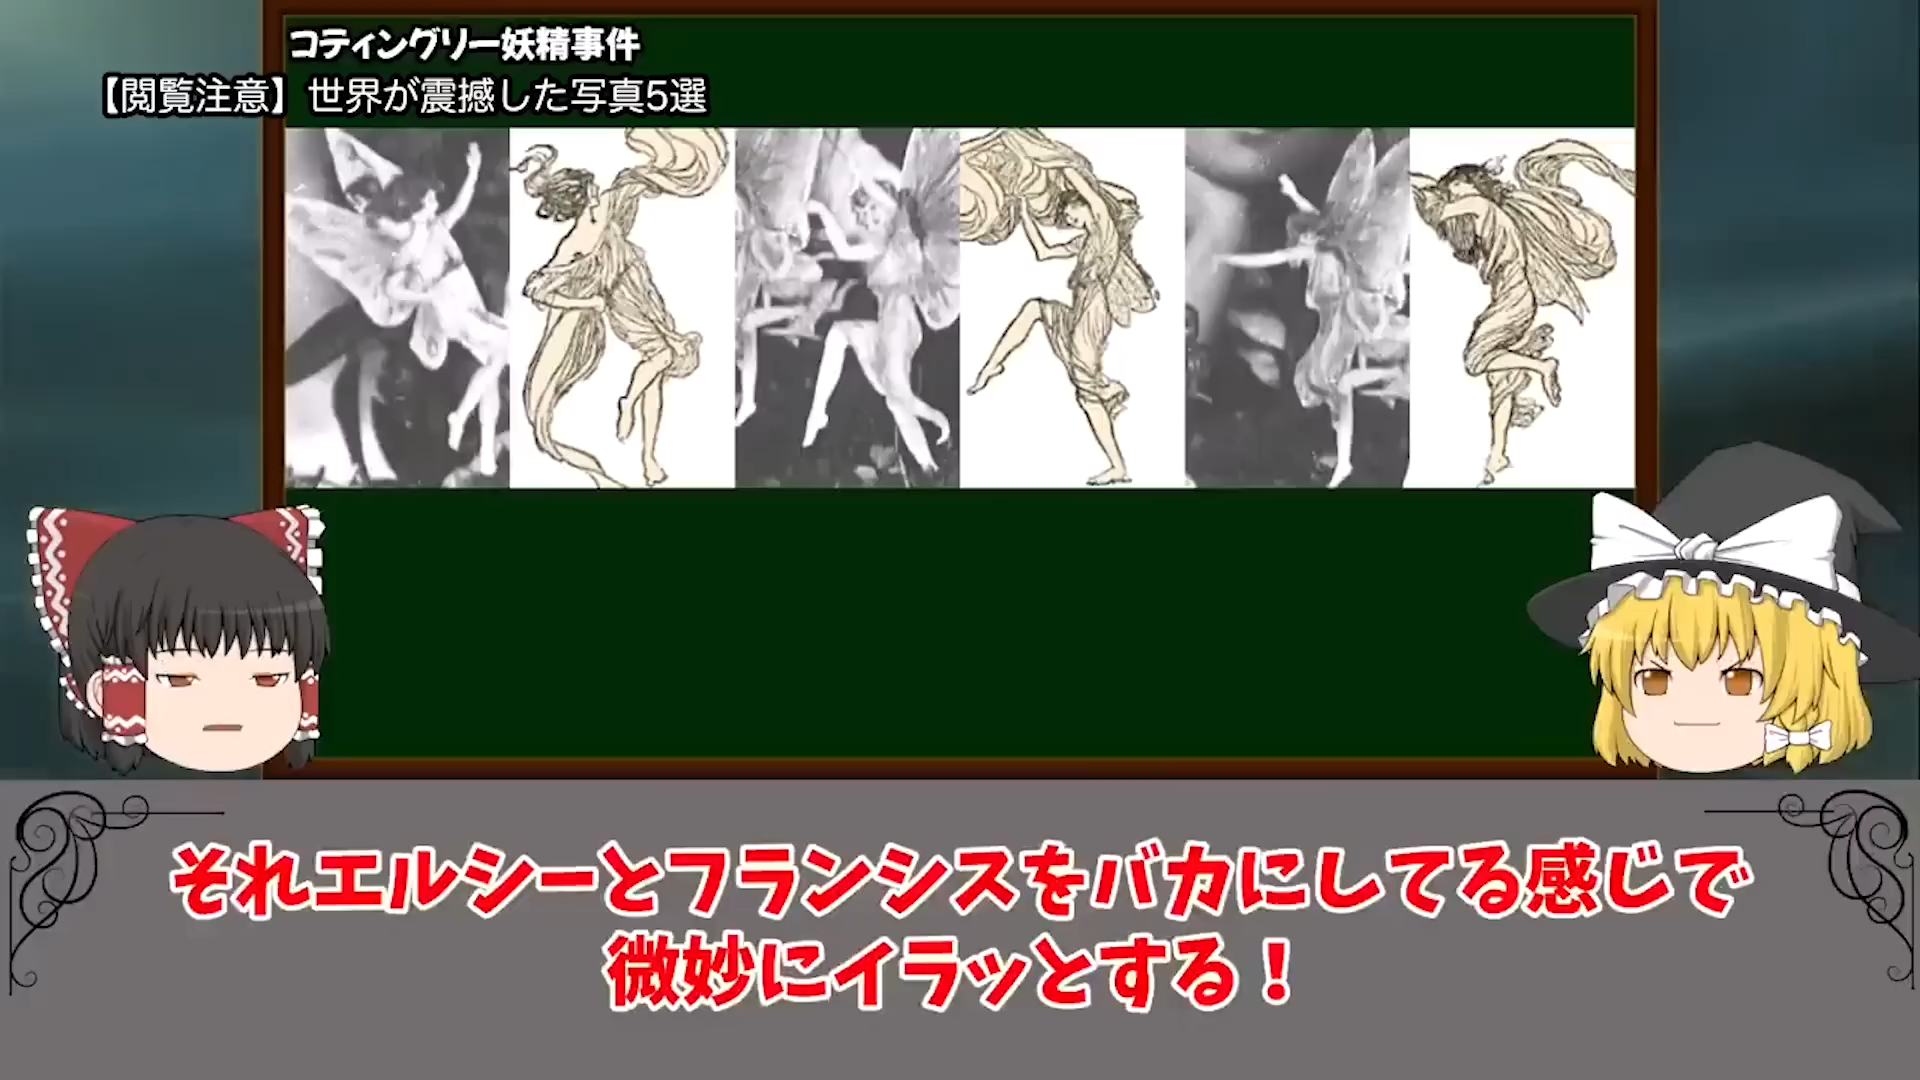 コティングリー妖精事件
【閲覧注意】世界が震撼した写真5選
それエルシーとフランシスをバカにしてる感じで
微妙にイラッとする!